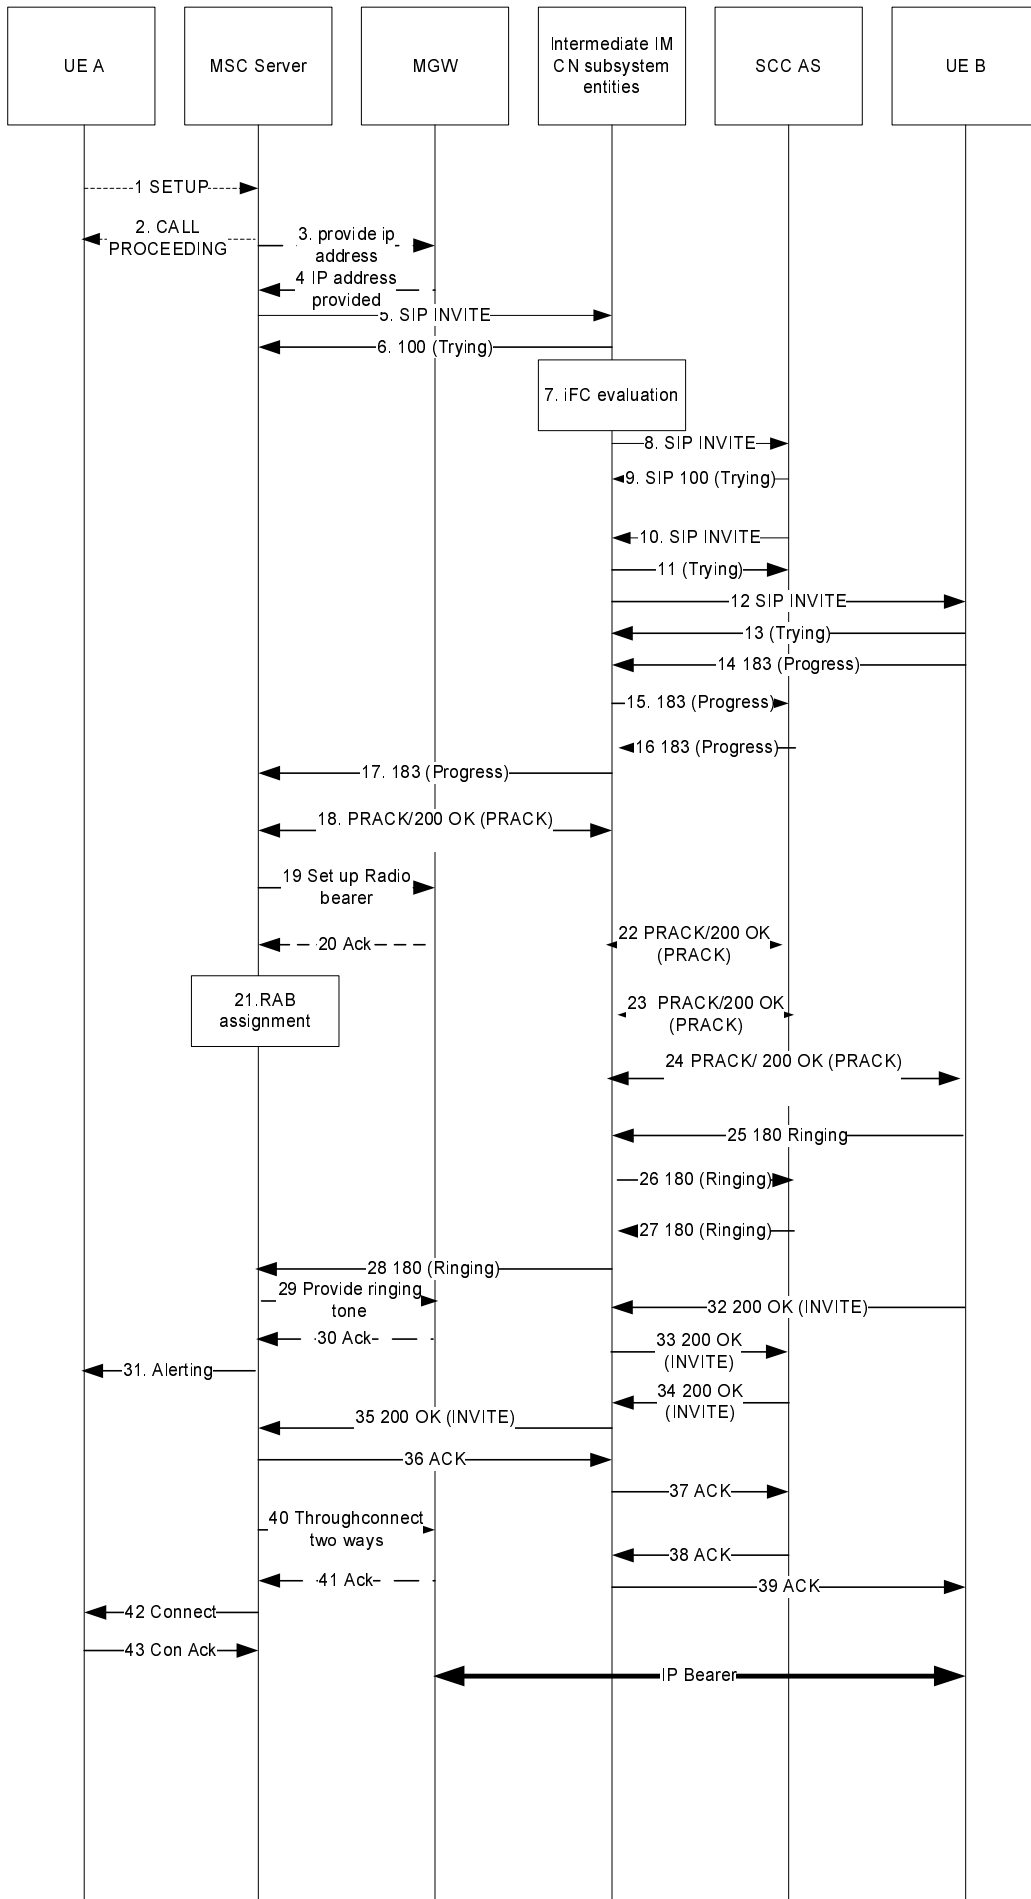 UE A
MSC Server
MGW
Intermediate IM
CN subsystem
entities
SCC AS
UE B
1 SETUP
2. CALL
PROCEEDING
3. provide ip
address
4 IP address
provided
5. SIP INVITE
6. 100 (Trying)
7. iFC evaluation
8. SIP INVITE
9. SIP 100 (Trying)
10. SIP INVITE
11 (Trying)
12 SIP INVITE
13 (Trying)
14 183 (Progress)
15. 183 (Progress)
16 183 (Progress)
17. 183 (Progress)
18. PRACK/200 OK (PRACK)
19 Set up Radio
bearer
20 Ack
22 PRACK/200 OK
(PRACK)
21.RAB
assignment
23 PRACK/200 OK
(PRACK)
24 PRACK/ 200 OK (PRACK)
25 180 Ringing
26 180 (Ringing)
27 180 (Ringing)
28 180 (Ringing)
29 Provide ringing
tone
32 200 OK (INVITE)
30 Ack
33 200 OK
(INVITE)
31. Alerting
34 200 OK
(INVITE)
35 200 OK (INVITE)
36 ACK
37 ACK
40 Throughconnect
two ways
38 ACK
41 Ack
39 ACK
42 Connect
43 Con Ack
IP Bearer